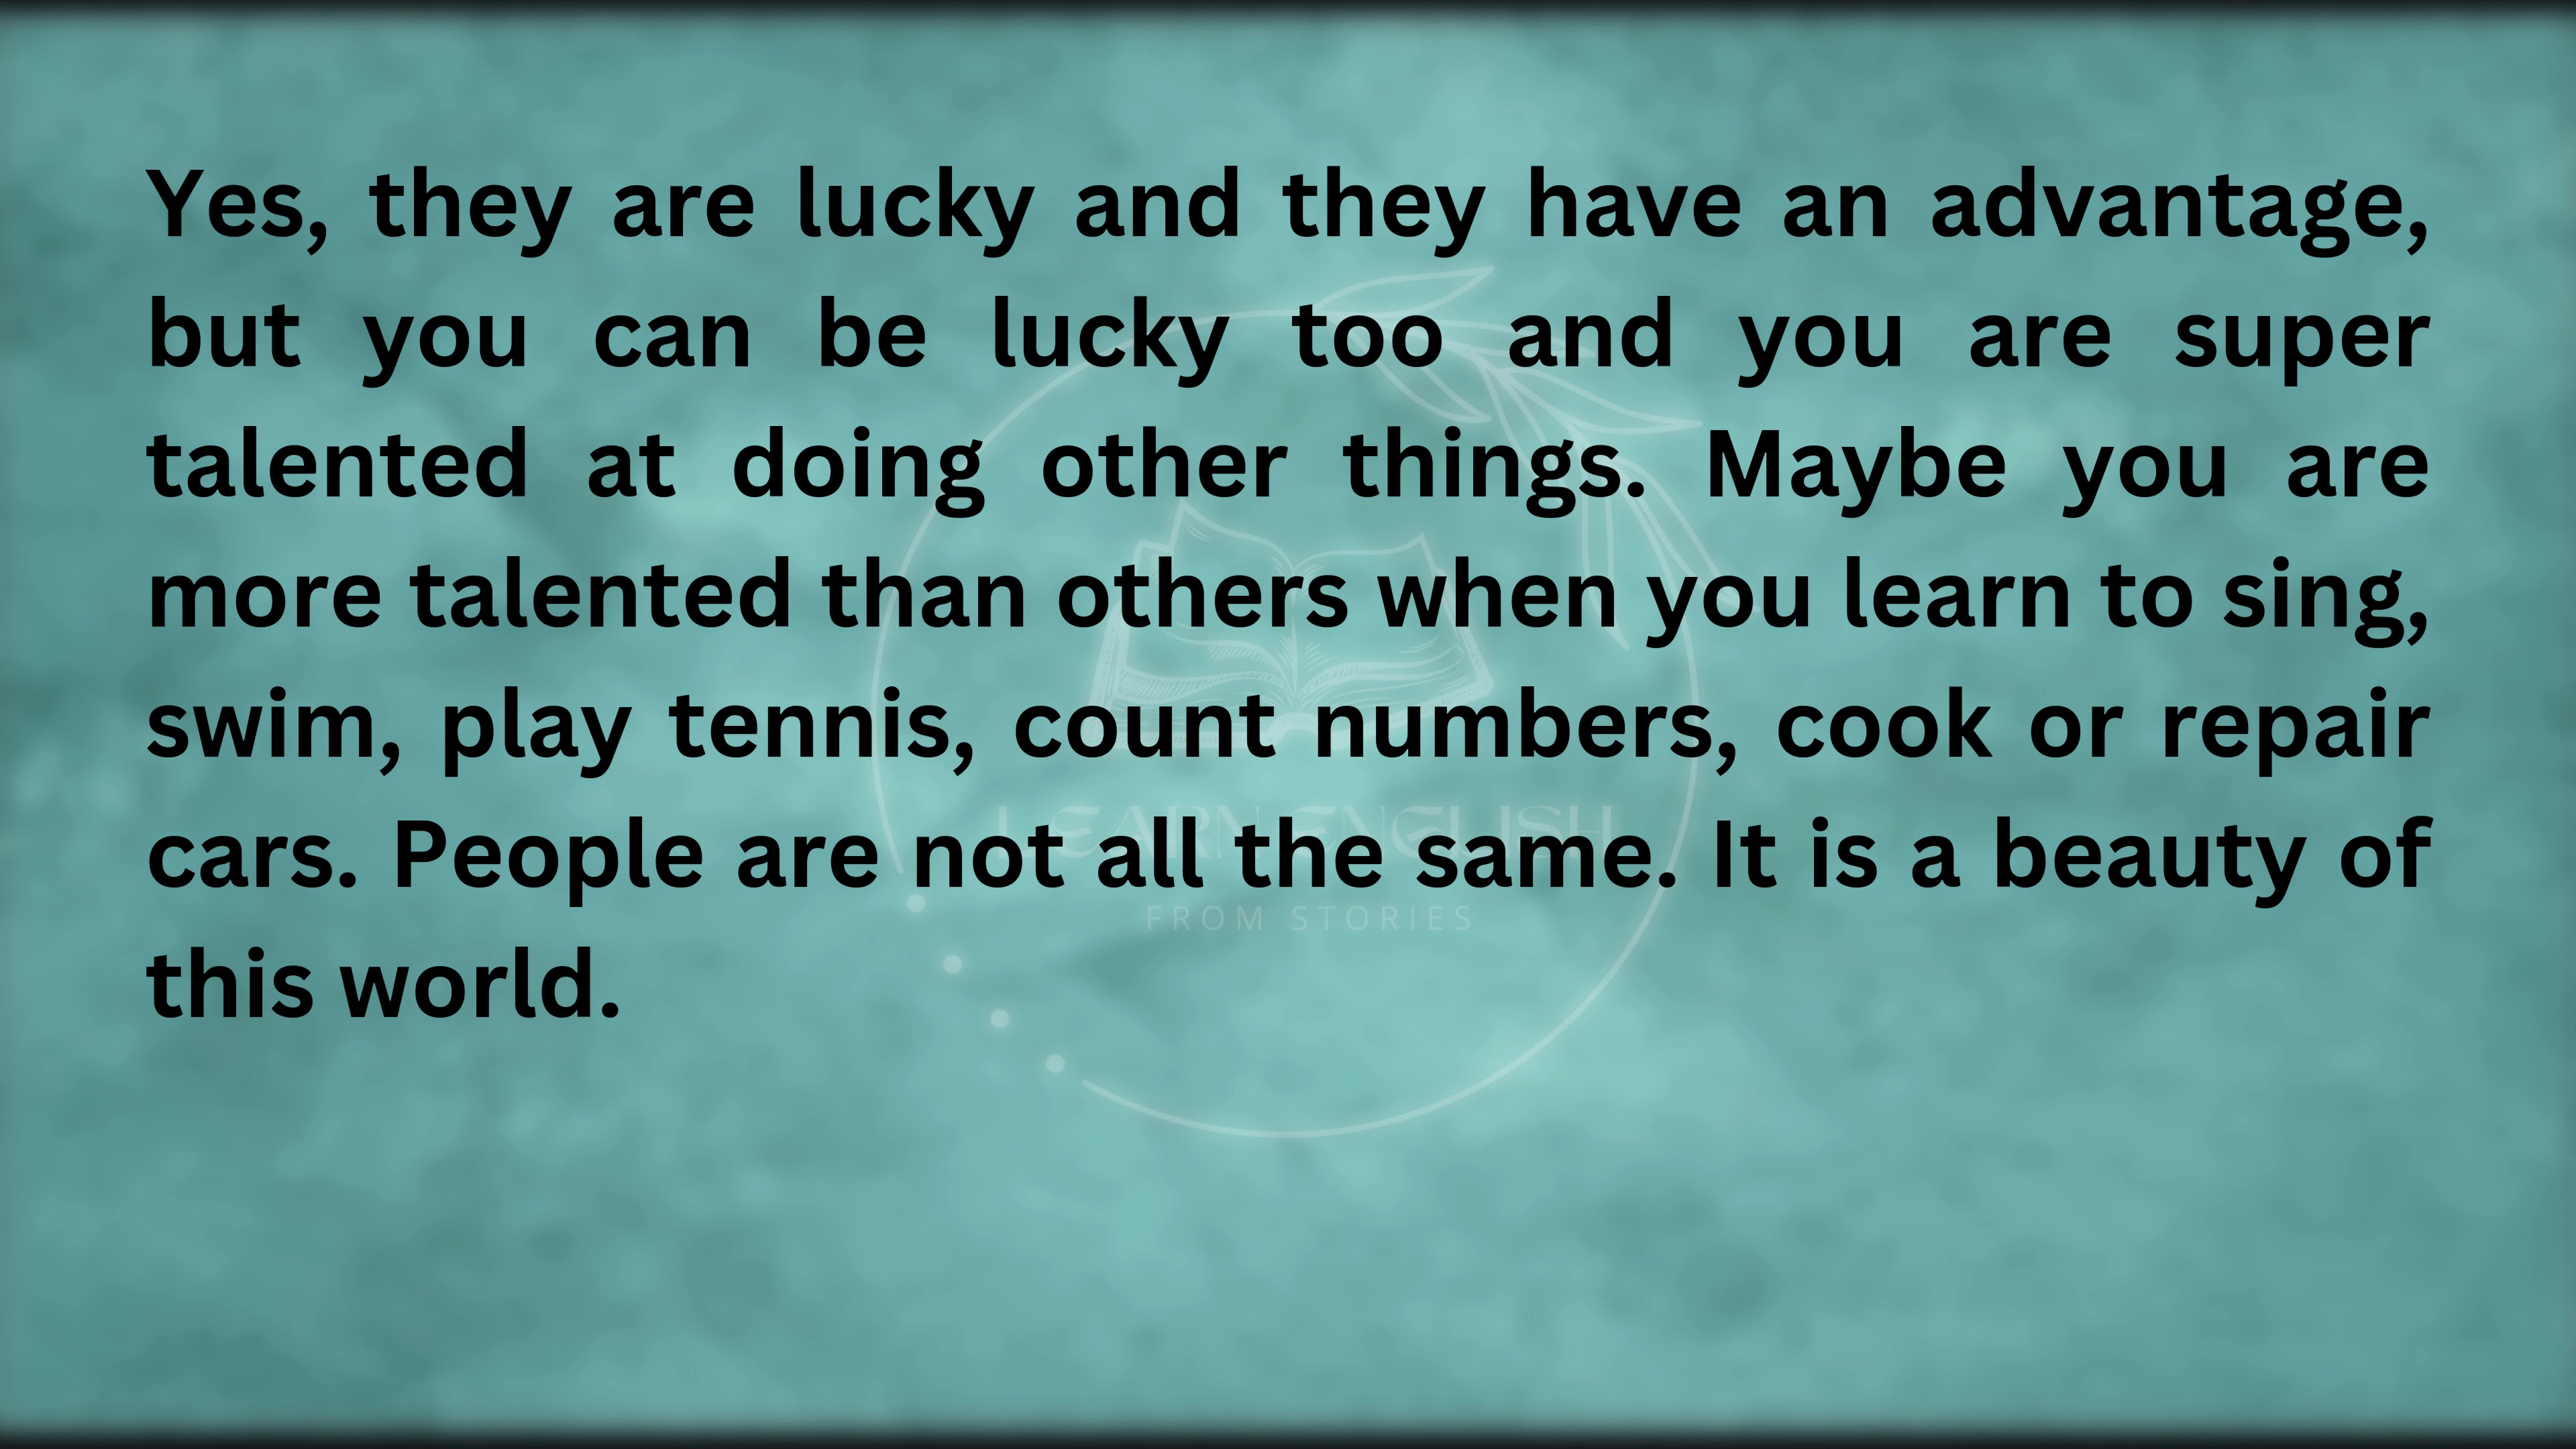 Yes, they are lucky and they have an advantage,
but you can be lucky too and you are super
talented at doing other things. Maybe you are
more talented than others when you learn to sing,
swim, play tennis, count numbers, cook or repair
cars. People are not all the same. It is a beauty of
this world.
LEARN ENGLISH
FROM STORIES